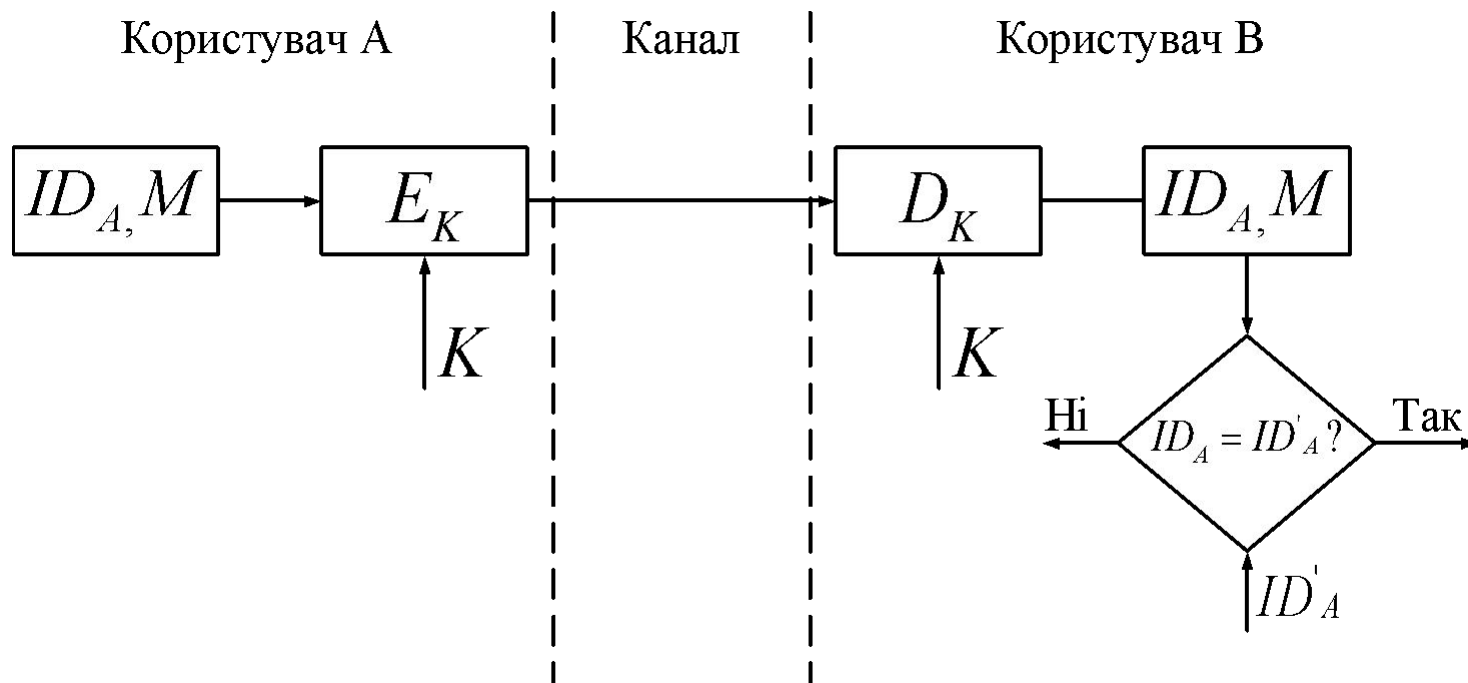 Користувач А
Канал
Користувач В
ID_A, M
E_K
D_K
ID_A, M
K
K
Ні
ID_A = ID'_A ?
Так
ID'_A